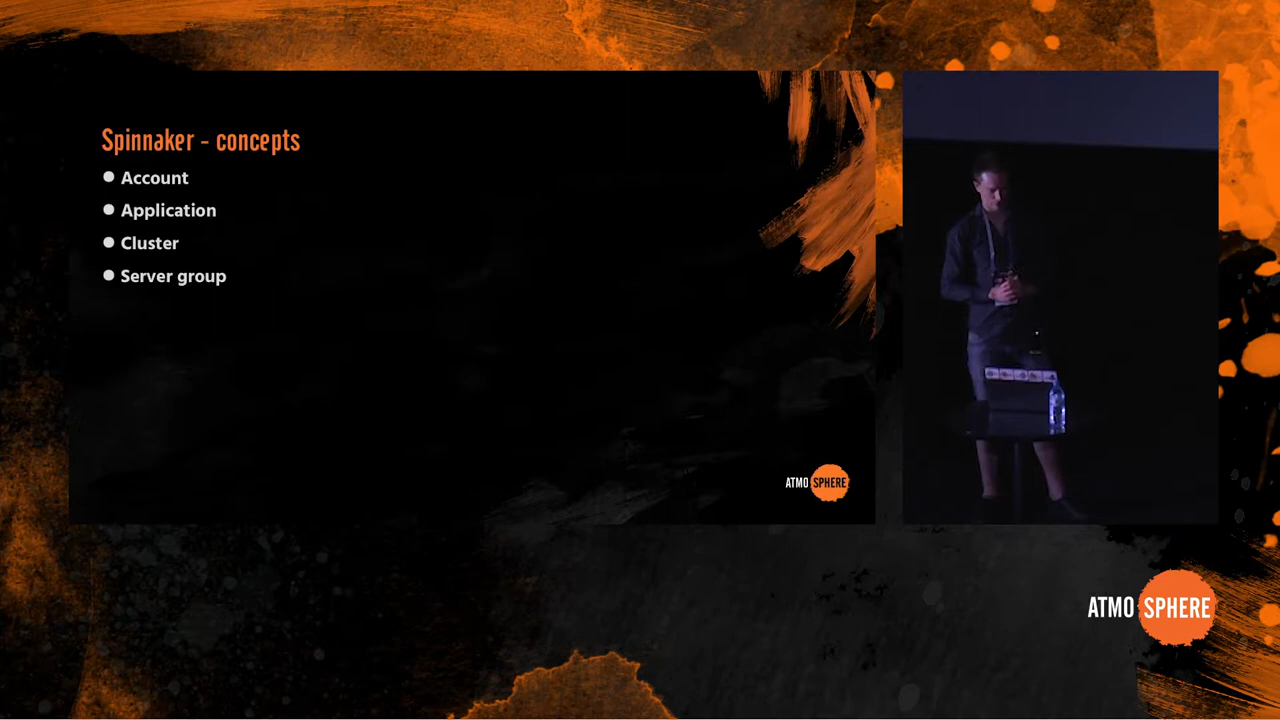 Spinnaker - concepts
Account
Application
Cluster
Server group
ATMO SPHERE
ATMO SPHERE